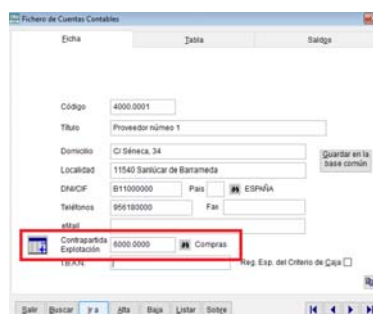 Fichero de Cuentas Contables
Ficha Tabla Saldos
Código 4000.0001
Título Proveedor número 1
Domicilio C/ Séneca, 34
Guardar en la base común
Localidad 11540 Sanlúcar de Barrameda
DNI/CIF B11000000 Pais ESPAÑA
Teléfonos 956180000 Fax
eMail
Contrapartida Explotación 6000.0000 Compras
I.B.A.N. Reg. Esp. del Criterio de Caja
Salir Buscar Ir a Alta Baja Listar Sobre